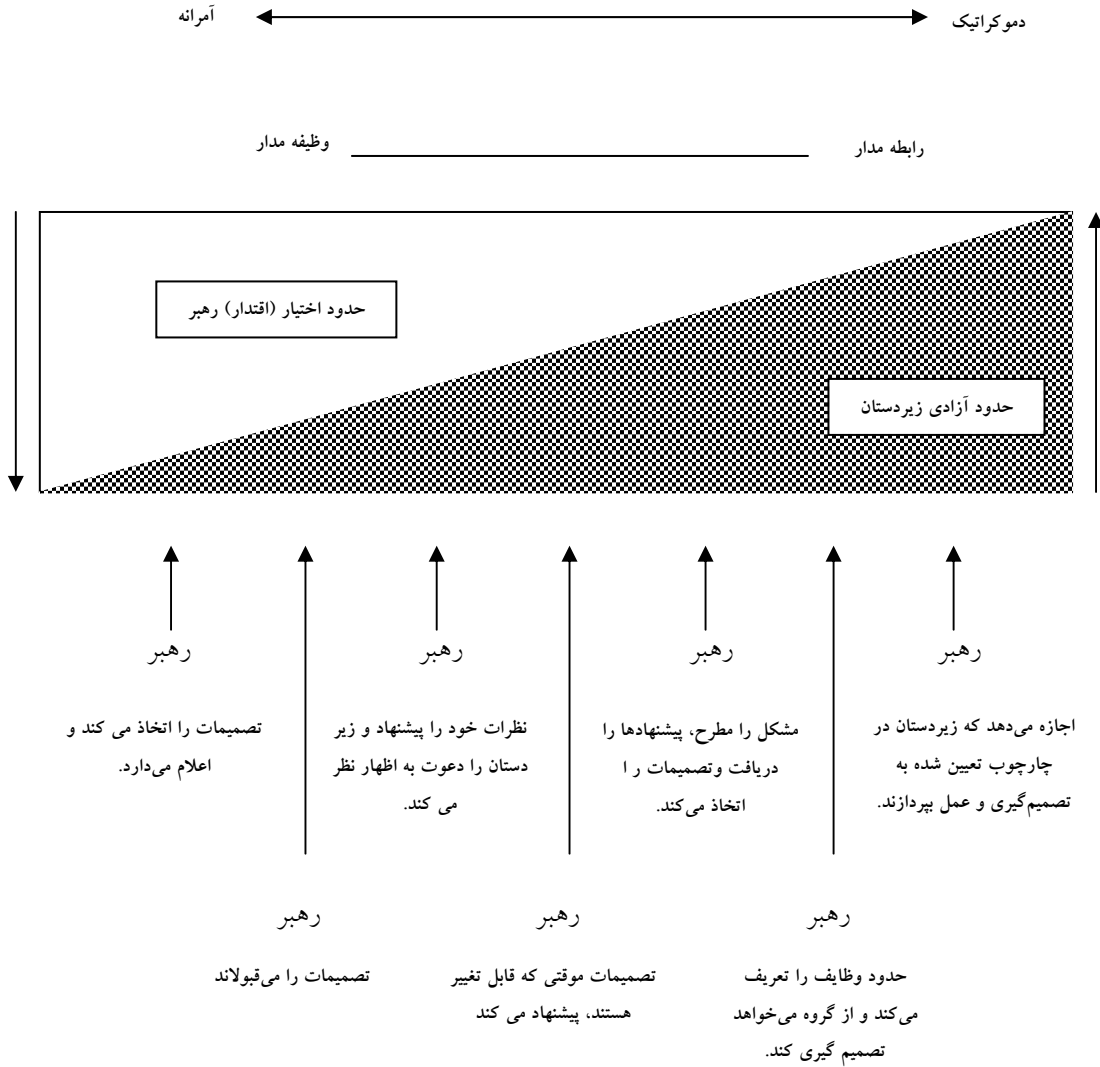 دموکراتیک
آمرانه
رابطه مدار
وظیفه مدار
حدود اختیار (اقتدار) رهبر
حدود آزادی زیردستان
رهبر
اجازه می‌دهد که زیردستان در
چارچوب تعیین شده به
تصمیم‌گیری و عمل بپردازند.
رهبر
مشکل را مطرح، پیشنهادها را
دریافت وتصمیمات ر ا
اتخاذ می‌کند.
رهبر
نظرات خود را پیشنهاد و زیر
دستان را دعوت به اظهار نظر
می کند.
رهبر
تصمیمات را اتخاذ می کند و
اعلام می‌دارد.
رهبر
حدود وظایف را تعریف
می‌کند و از گروه می‌خواهد
تصمیم گیری کند.
رهبر
تصمیمات موقتی که قابل تغییر
هستند، پیشنهاد می کند
رهبر
تصمیمات را می‌قبولاند